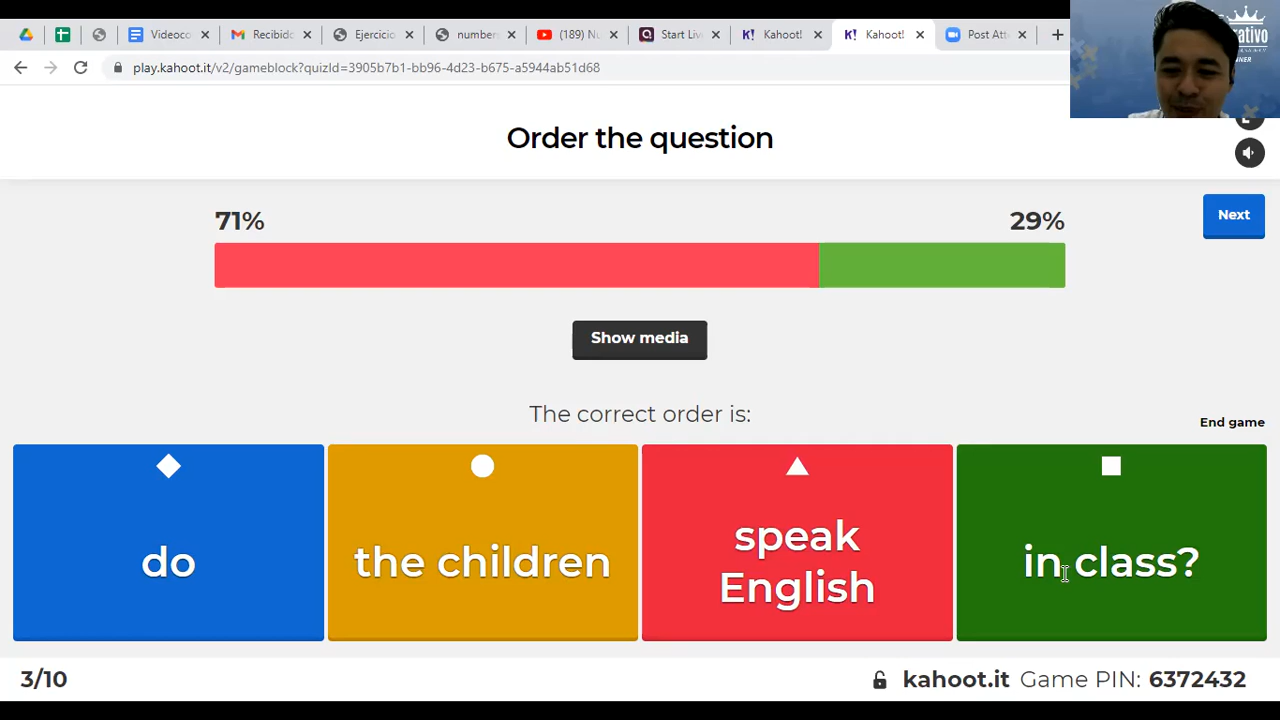 Videoco
Recibido
Ejercicio
number
(189) NU
Start Liv
Kahoot!
Kahoot!
Post Att
play.kahoot.it/v2/gameblock?quizId=3905b7b1-bb96-4d23-b675-a5944ab51d68
Order the question
71%
29%
Next
Show media
The correct order is:
End game
do
the children
speak
English
in class?
3/10
kahoot.it Game PIN: 6372432